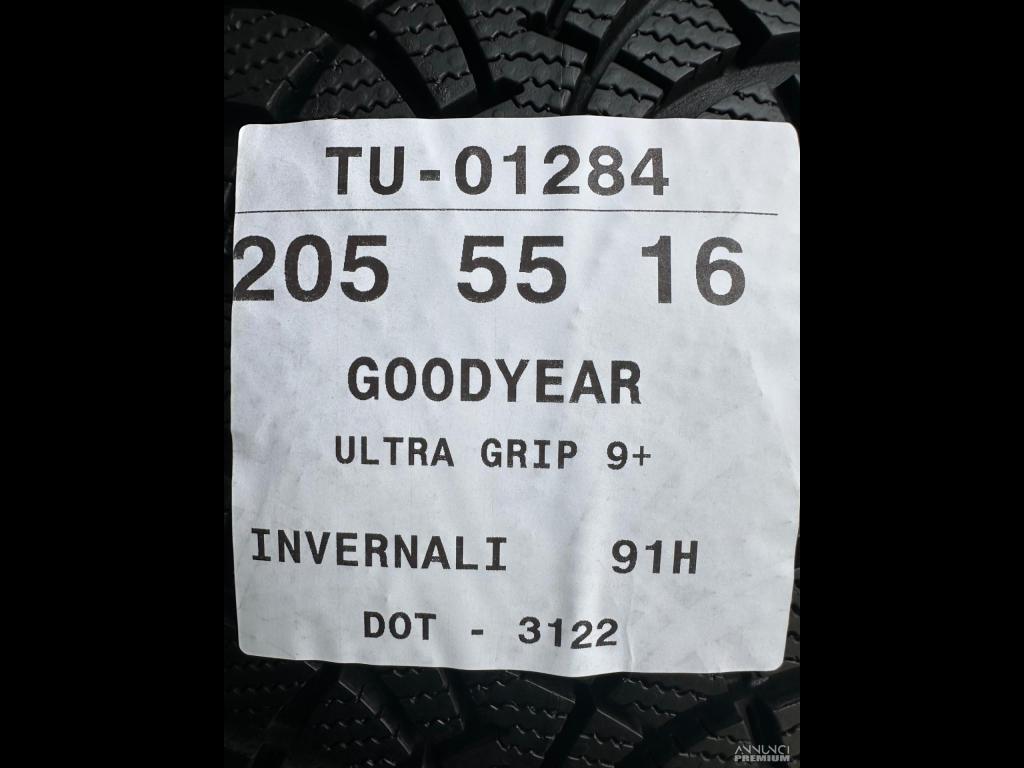 TU-01284
205 55 16
GOODYEAR
ULTRA GRIP 9+
INVERNALI 91H
DOT - 3122
ANNUNCI
PREMIUM